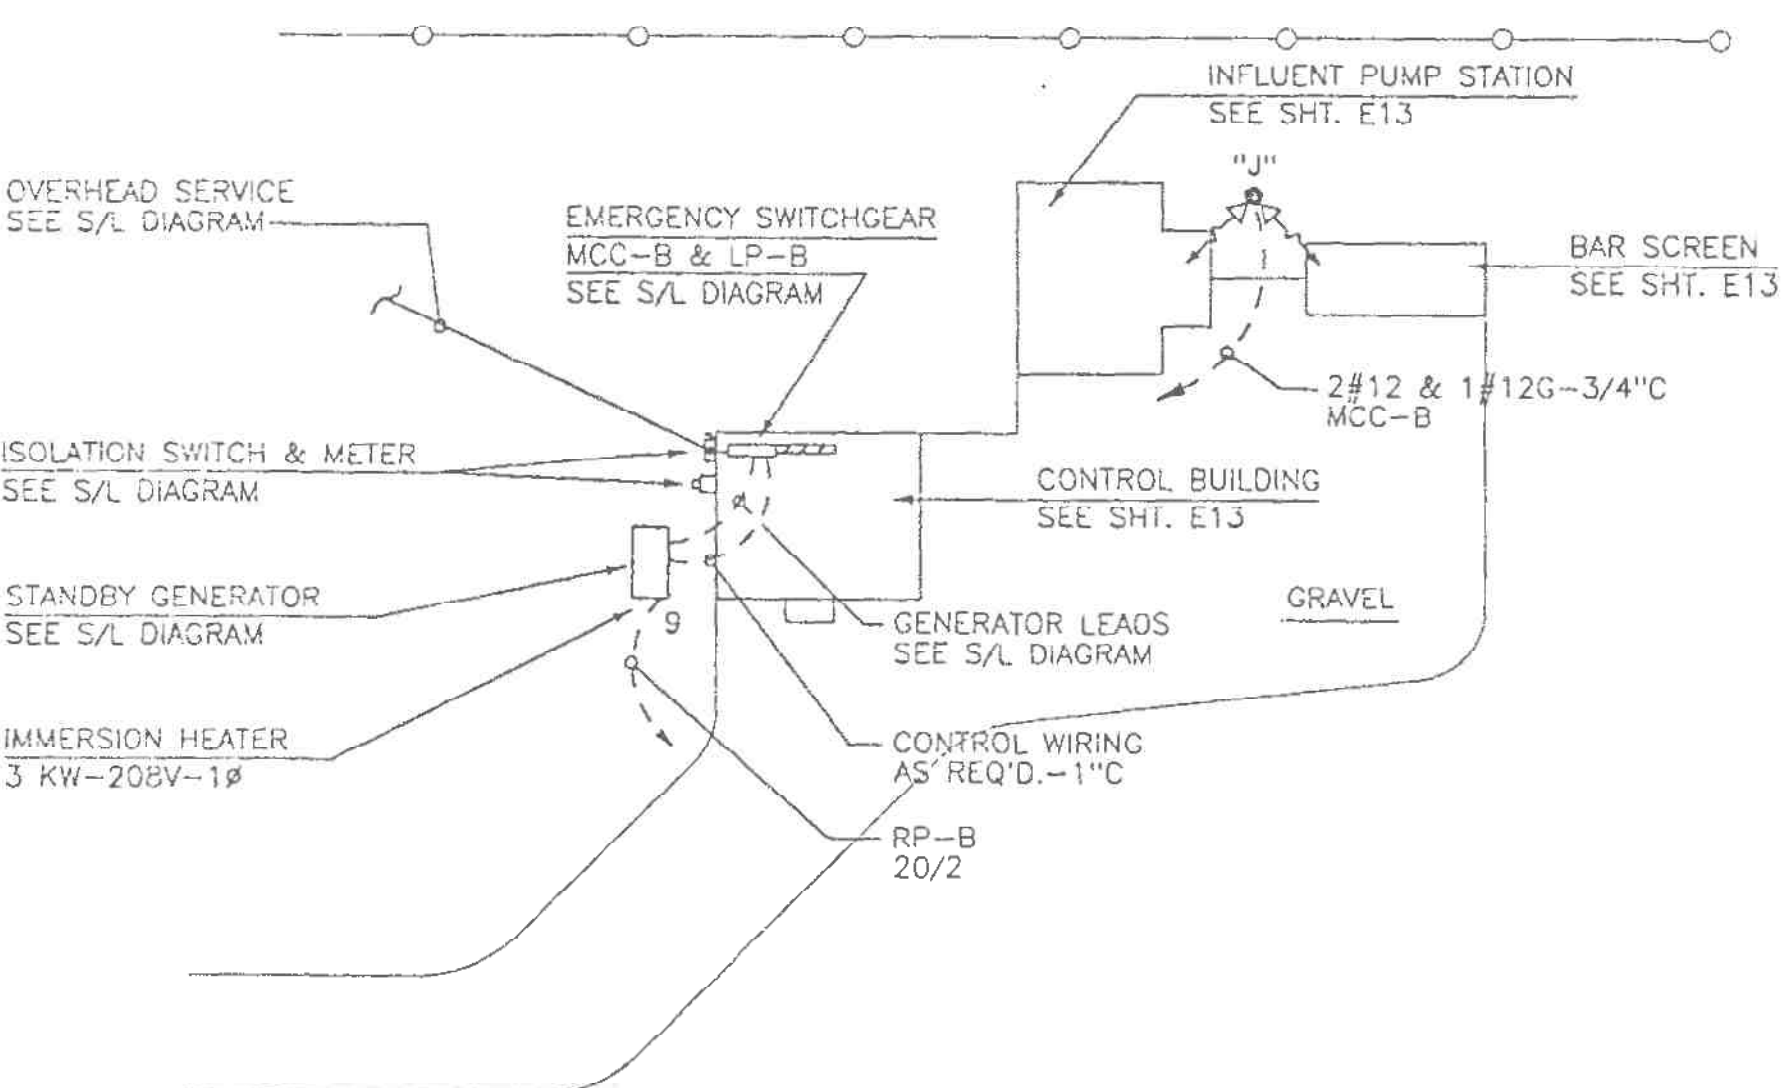 INFLUENT PUMP STATION
SEE SHT. E13
"J"
OVERHEAD SERVICE
SEE S/L DIAGRAM
EMERGENCY SWITCHGEAR
MCC-B & LP-B
SEE S/L DIAGRAM
BAR SCREEN
SEE SHT. E13
2#12 & 1#12G-3/4"C
MCC-B
ISOLATION SWITCH & METER
SEE S/L DIAGRAM
CONTROL BUILDING
SEE SHT. E13
STANDBY GENERATOR
SEE S/L DIAGRAM
9
GENERATOR LEADS
SEE S/L DIAGRAM
GRAVEL
IMMERSION HEATER
3 KW-208V-1ø
CONTROL WIRING
AS REQ'D.-1"C
RP-B
20/2